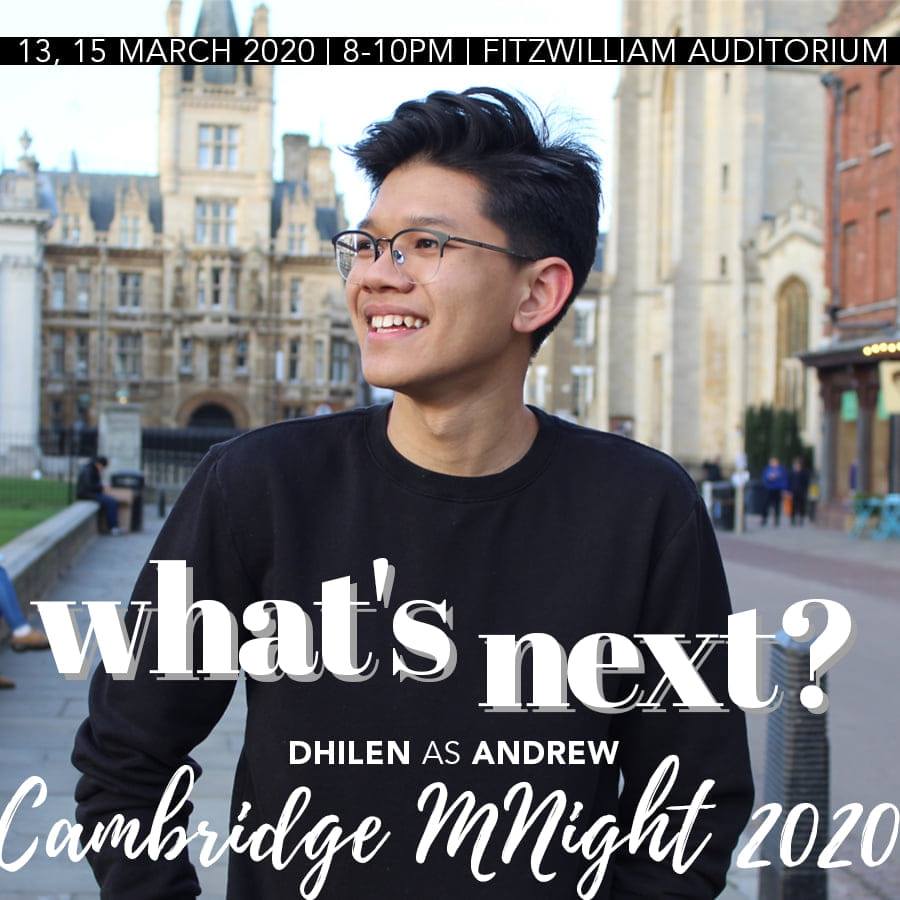 13, 15 MARCH 2020 | 8-10PM | FITZWILLIAM AUDITORIUM
what's next?
DHILEN AS ANDREW
Cambridge MNight 2020